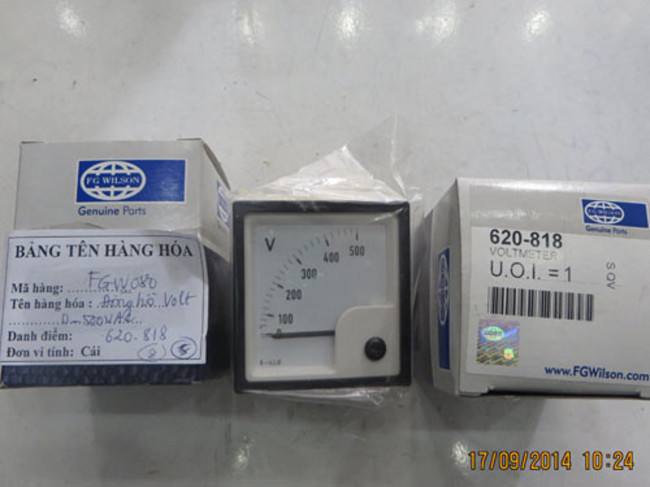 FG WILSON
Genuine Parts
BẢNG TÊN HÀNG HÓA
Mã hàng: FGW080
Tên hàng hóa: Đồng hồ Volt
Danh điểm: 620-818
Đơn vị tính: Cái
V
500
400
300
200
100
0
FG WILSON
Genuine Parts
620-818
VOLTMETER
U.O.I. = 1
SOV
www.FGWilson.com
17/09/2014 10:24